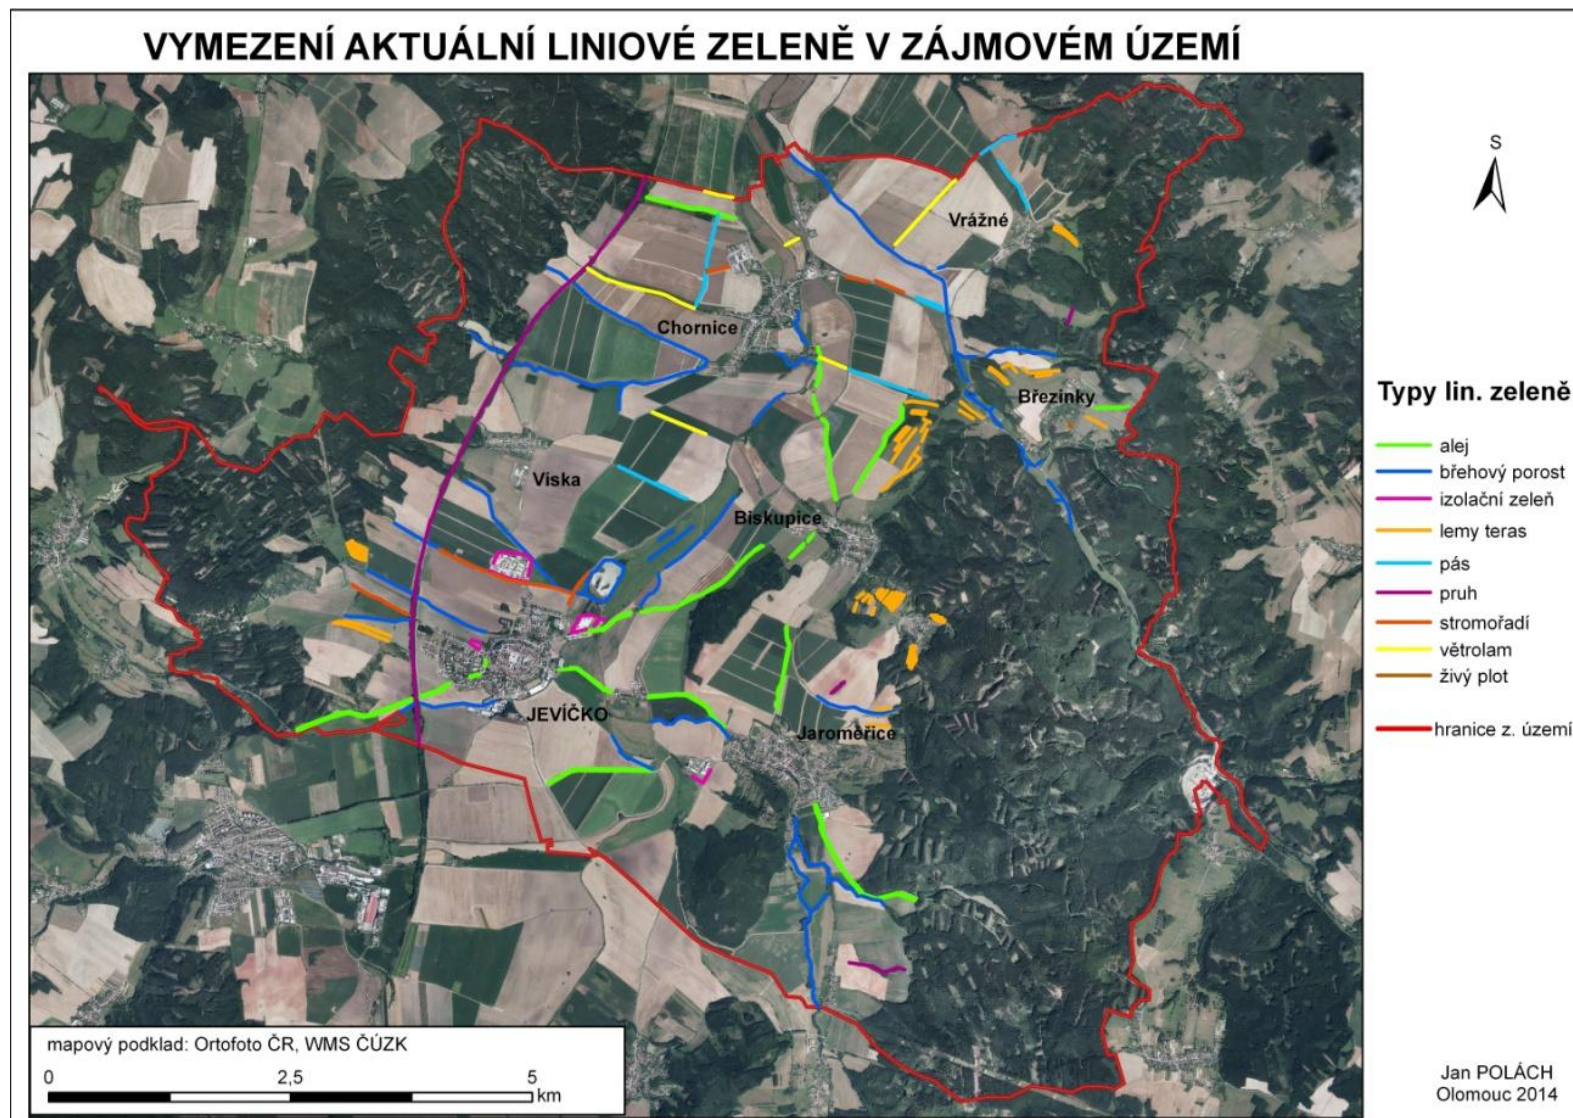 VYMEZENÍ AKTUÁLNÍ LINIOVÉ ZELENĚ V ZÁJMOVÉM ÚZEMÍ
S
Vrážné
Chornice
Březinky
Viska
Biskupice
JEVÍČKO
Jaroměřice
Typy lin. zeleně
alej
břehový porost
izolační zeleň
lemy teras
pás
pruh
stromořadí
větrolam
živý plot
hranice z. území
mapový podklad: Ortofoto ČR, WMS ČÚZK
0 2,5 5
km
Jan POLÁCH
Olomouc 2014